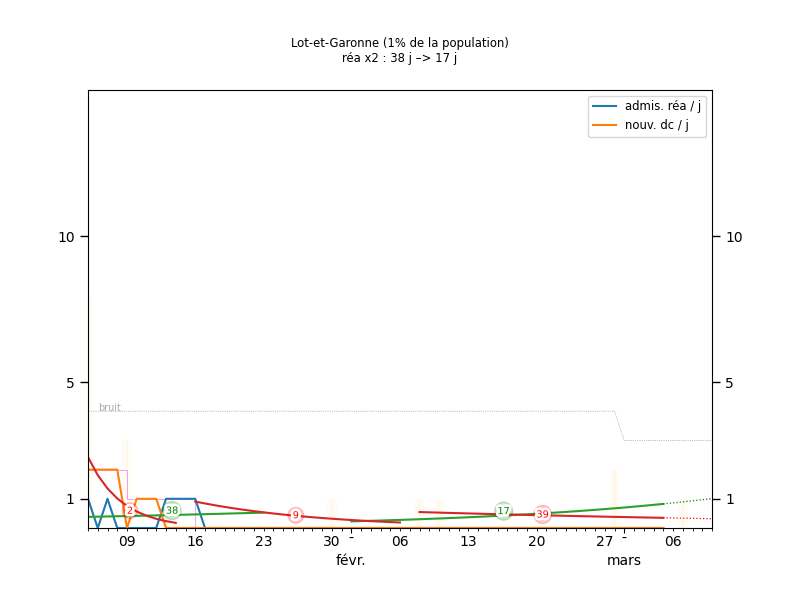 Lot-et-Garonne (1% de la population)
réa x2 : 38 j –> 17 j
admis. réa / j
nouv. dc / j
10
10
5
5
bruit
1
1
2
38
9
17
39
09
16
23
30
06
13
20
27
06
févr.
mars